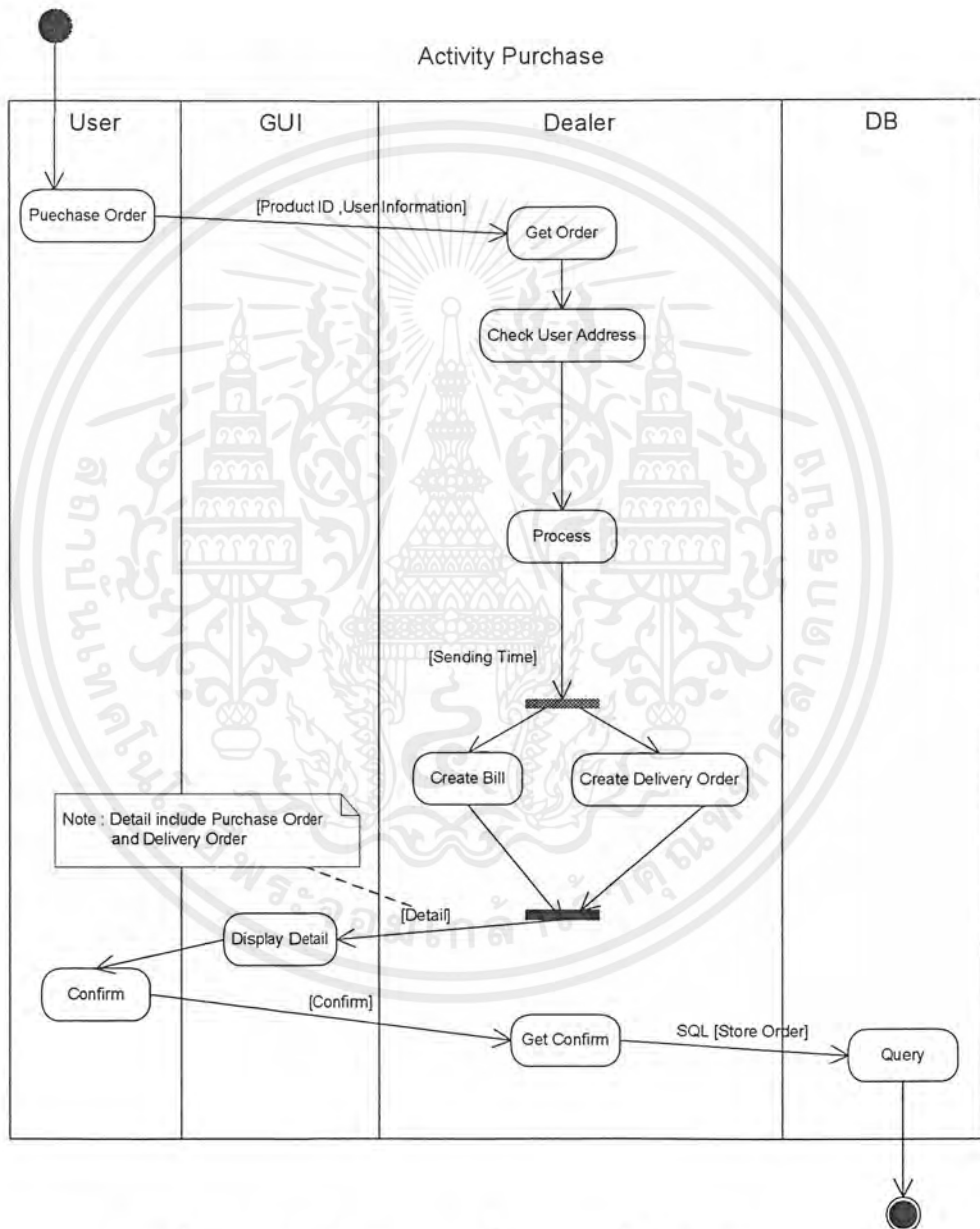 Activity Purchase
User
GUI
Dealer
DB
Puechase Order
[Product ID ,User Information]
Get Order
Check User Address
Process
[Sending Time]
Create Bill
Create Delivery Order
Note : Detail include Purchase Order
and Delivery Order
[Detail]
Display Detail
Confirm
[Confirm]
Get Confirm
SQL [Store Order]
Query